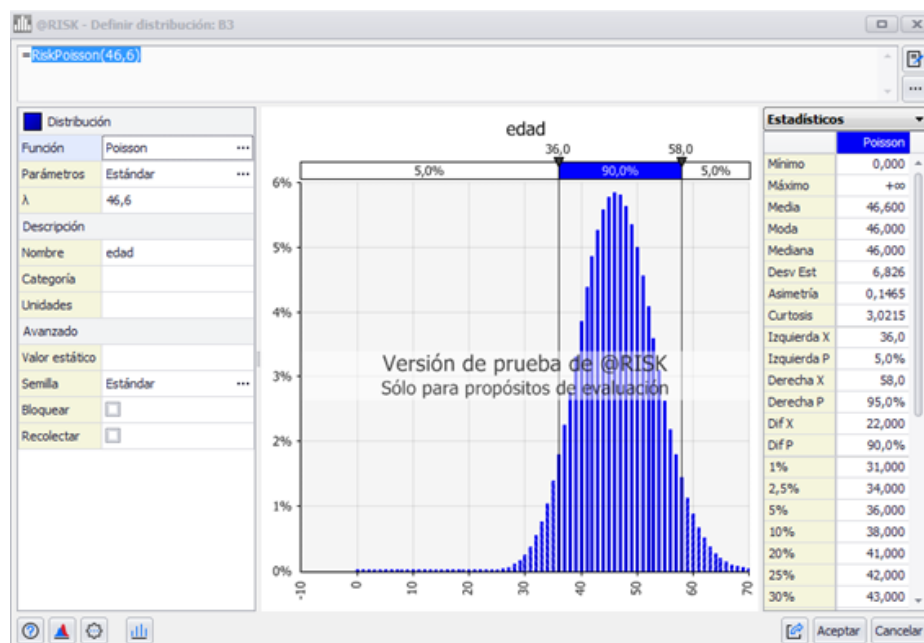 @RISK - Definir distribución: B3
=RiskPoisson(46,6)
Distribución
Función Poisson ...
Parámetros Estándar ...
λ 46,6
Descripción
Nombre edad
Categoría
Unidades
Avanzado
Valor estático
Semilla Estándar ...
Bloquear
Recolectar
edad
36,0 58,0
5,0% 90,0% 5,0%
6%
5%
4%
3%
2%
1%
0%
-10 0 10 20 30 40 50 60 70
Versión de prueba de @RISK
Sólo para propósitos de evaluación
Estadísticos
Poisson
Mínimo 0,000
Máximo +∞
Media 46,600
Moda 46,000
Mediana 46,000
Desv Est 6,826
Asimetría 0,1465
Curtosis 3,0215
Izquierda X 36,0
Izquierda P 5,0%
Derecha X 58,0
Derecha P 95,0%
Dif X 22,000
Dif P 90,0%
1% 31,000
2,5% 34,000
5% 36,000
10% 38,000
20% 41,000
25% 42,000
30% 43,000
Aceptar Cancelar